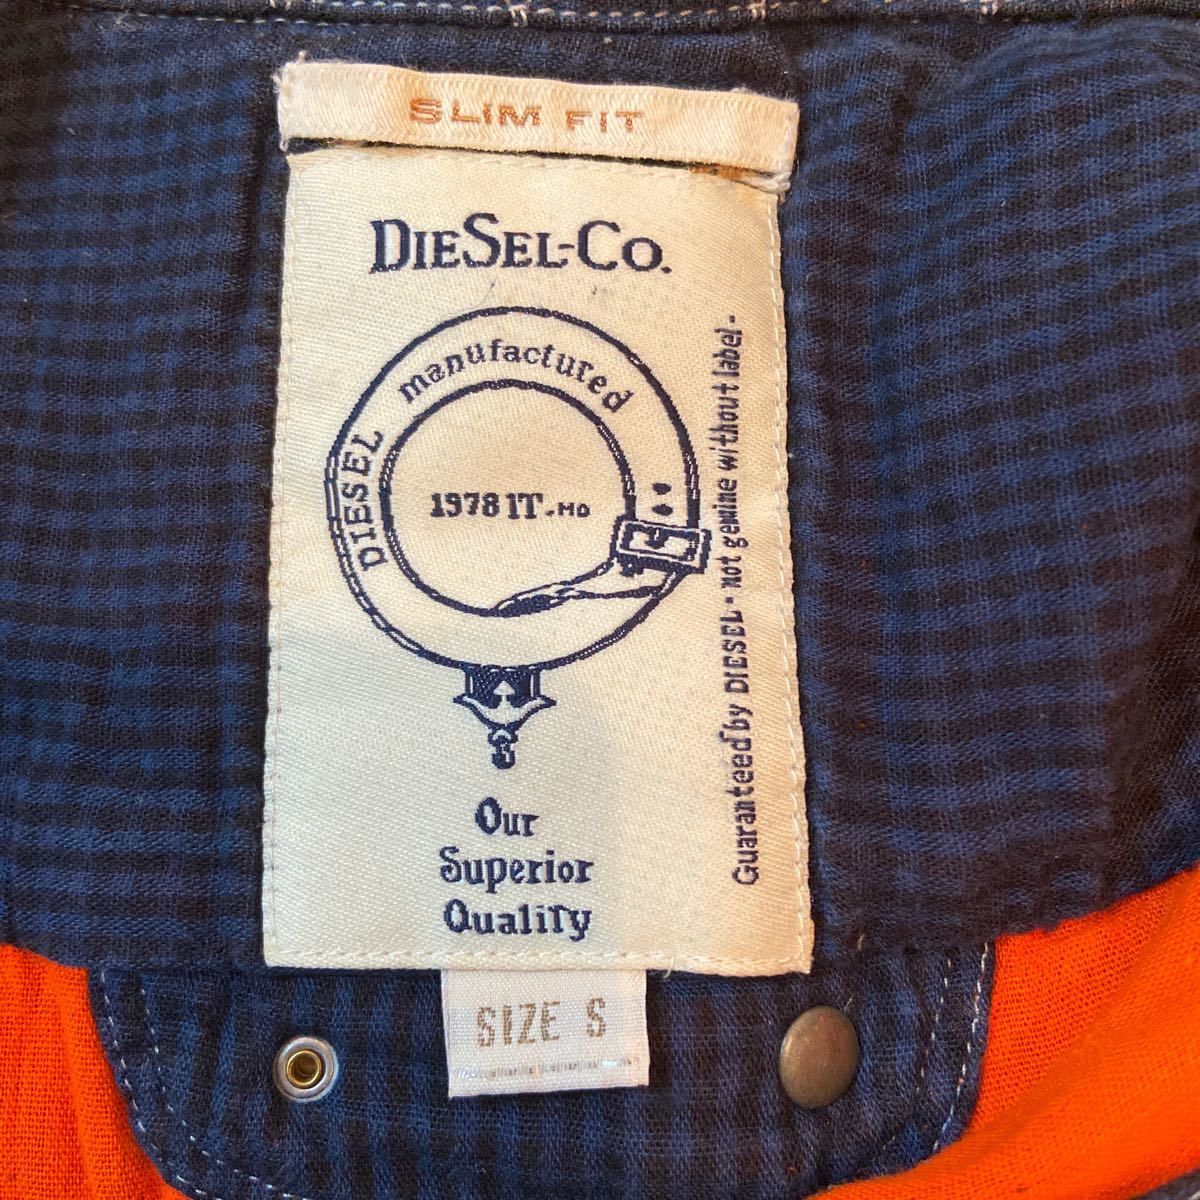 SLIM FIT
DIESEL-CO.
DIESEL manufactured
1978 IT.MO
Guaranteed by DIESEL · not genuine without label -
Our
Superior
Quality
SIZE S